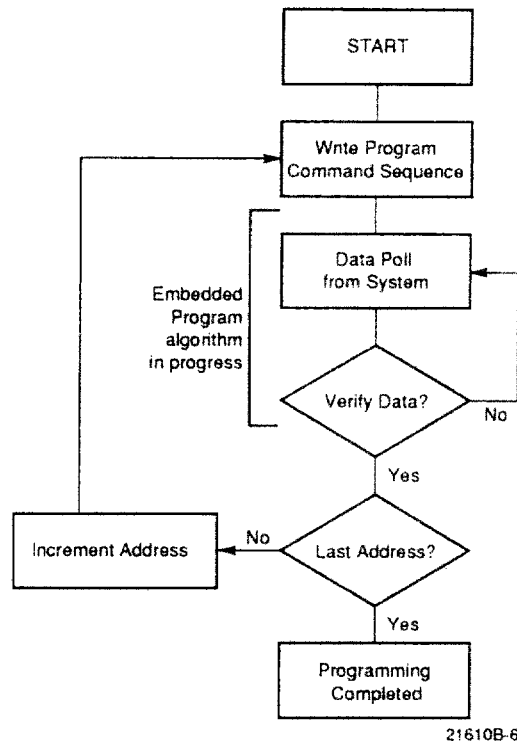 START
Write Program
Command Sequence
Data Poll
from System
Embedded
Program
algorithm
in progress
Verify Data?
No
Yes
No
Increment Address
Last Address?
Yes
Programming
Completed
21610B-6